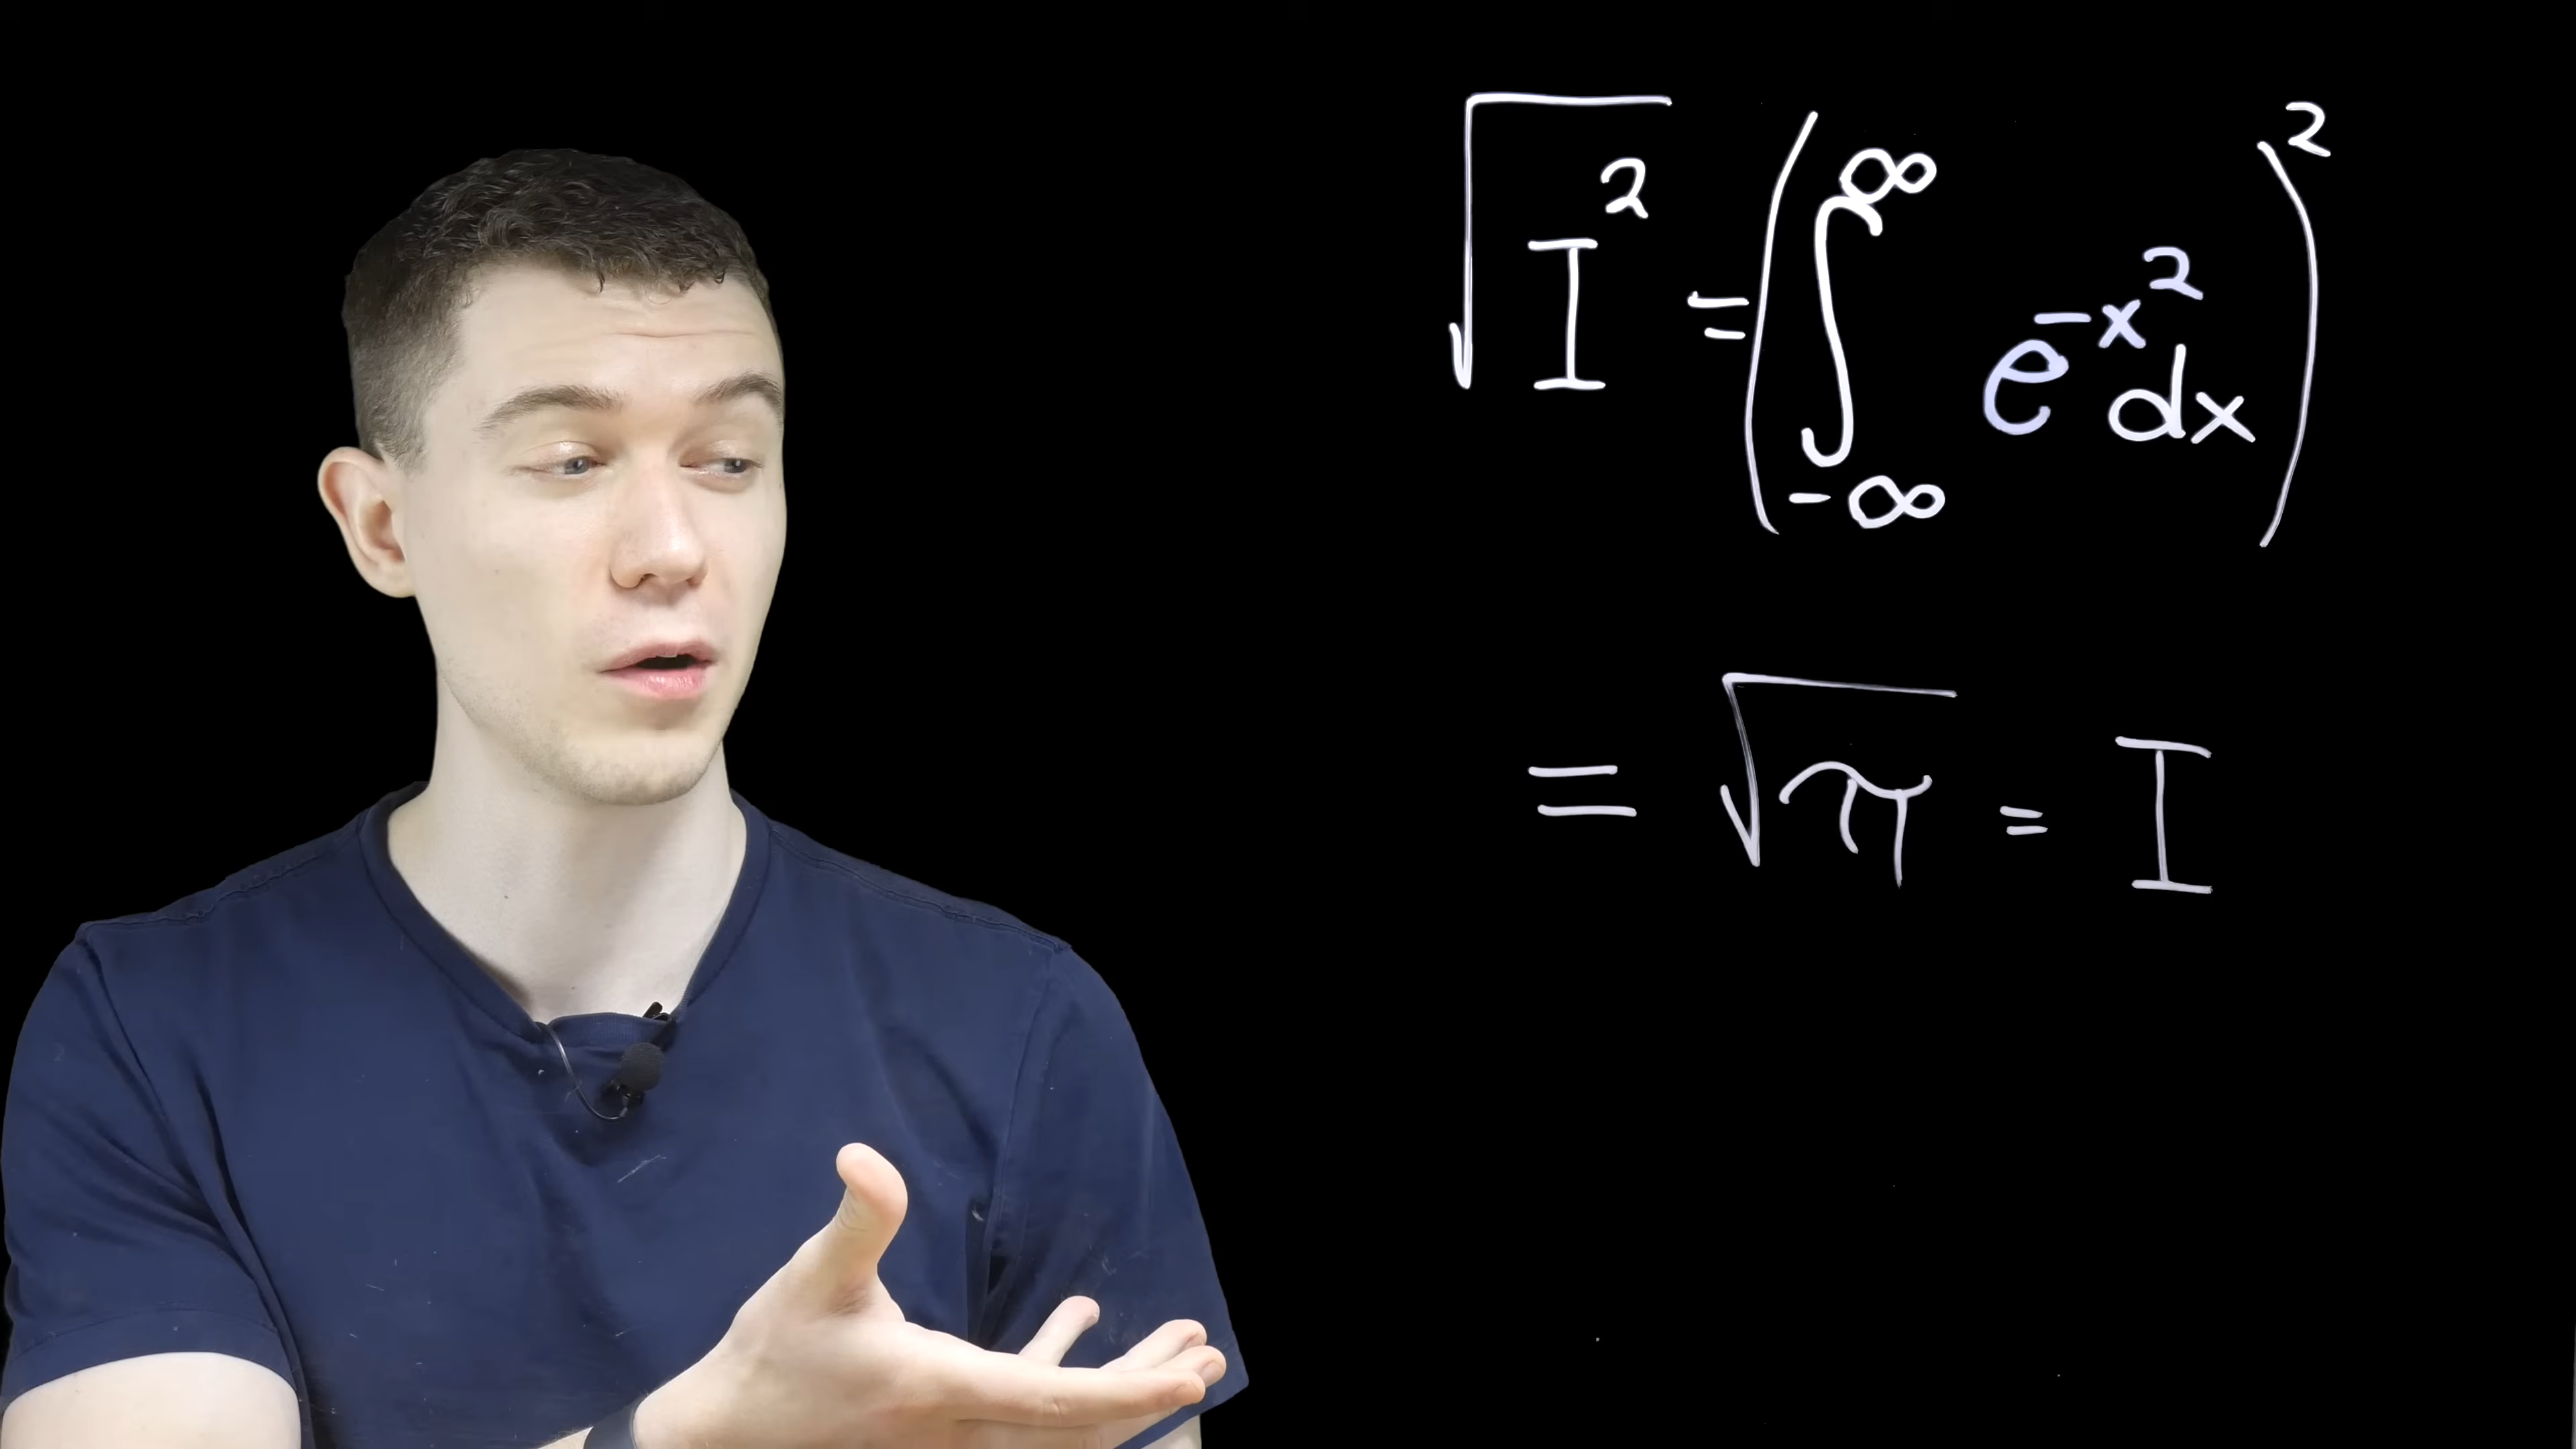 √I² = (∫_{-∞}^{∞} e^{-x²} dx)²
= √π = I